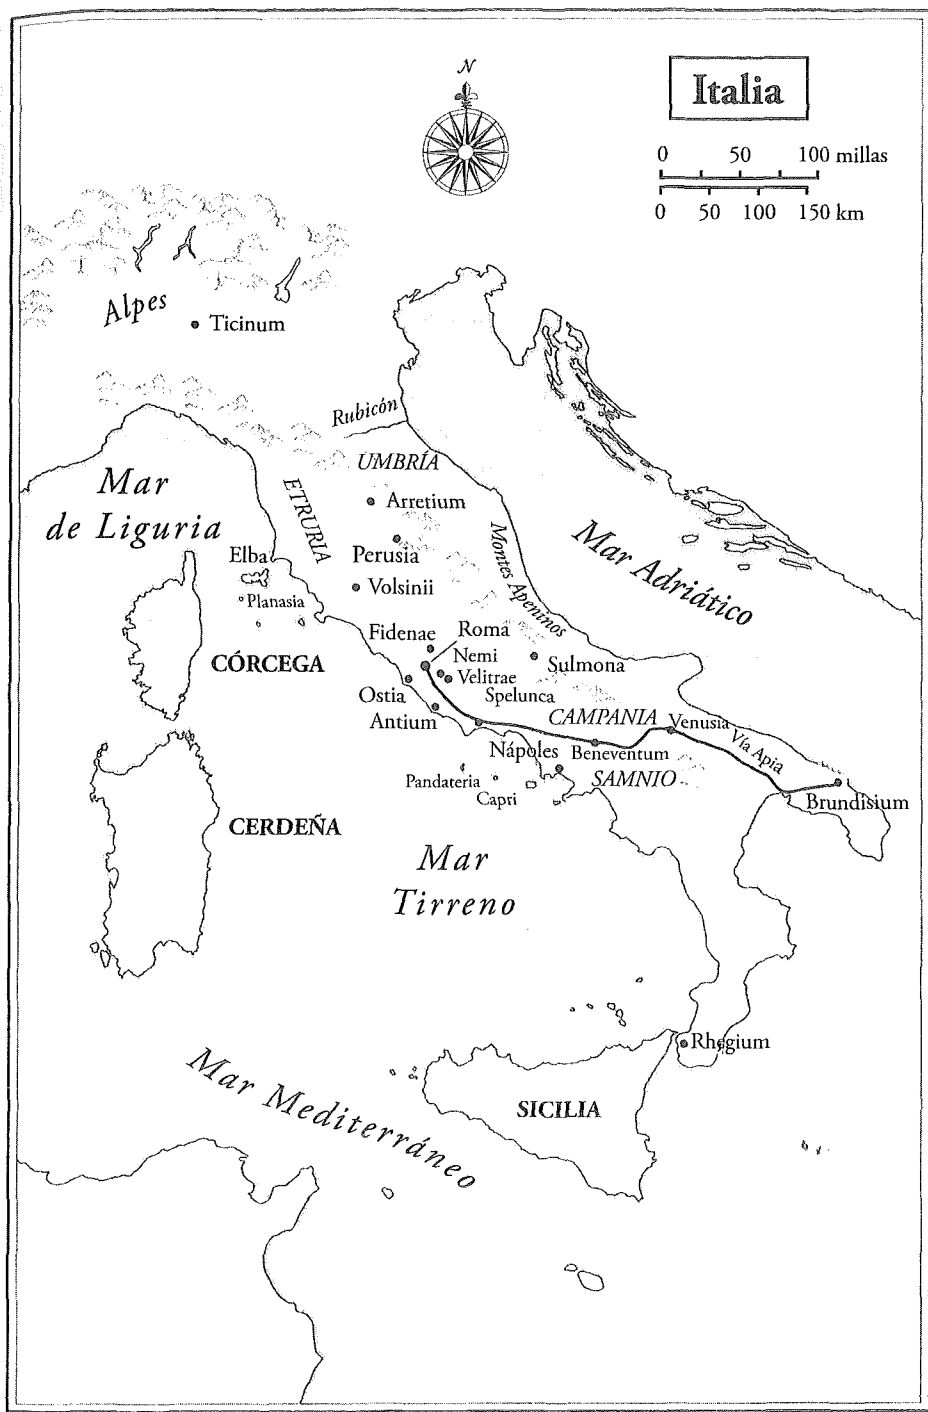 N
Italia
0 50 100 millas
0 50 100 150 km
Alpes
Ticinum
Rubicón
UMBRÍA
Mar
de Liguria
ETRURIA
Arretium
Montes Apeninos
Mar Adriático
Perusia
Elba
Volsinii
Planasia
Fidenae
Roma
CÓRCEGA
Nemi
Sulmona
Velitrae
Ostia
Spelunca
Antium
CAMPANIA
Venusia
Vía Apia
Nápoles
Beneventum
Pandateria
SAMNIO
Capri
Brundisium
CERDEÑA
Mar
Tirreno
Rhegium
Mar Mediterráneo
SICILIA